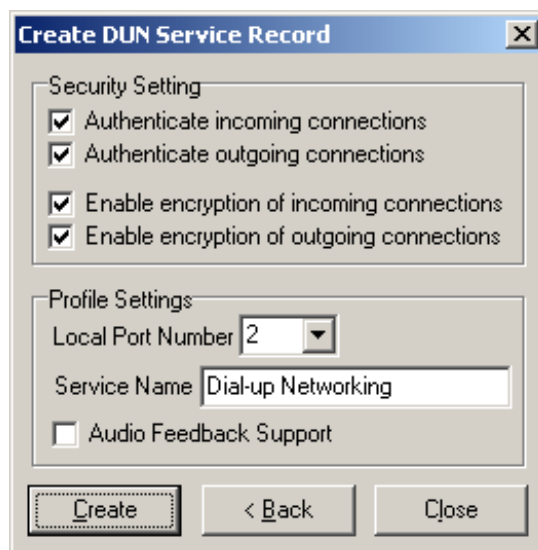 Create DUN Service Record
Security Setting
Authenticate incoming connections
Authenticate outgoing connections
Enable encryption of incoming connections
Enable encryption of outgoing connections
Profile Settings
Local Port Number 2
Service Name Dial-up Networking
Audio Feedback Support
Create < Back Close